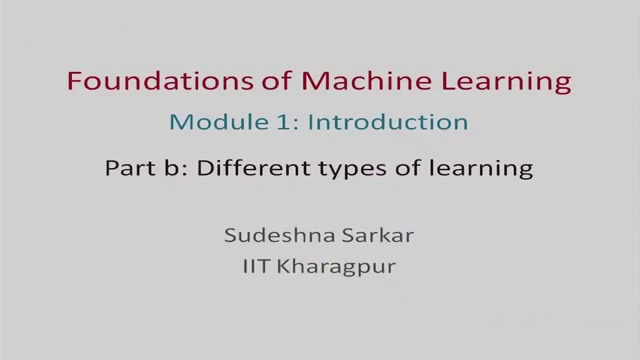 Foundations of Machine Learning
Module 1: Introduction
Part b: Different types of learning
Sudeshna Sarkar
IIT Kharagpur